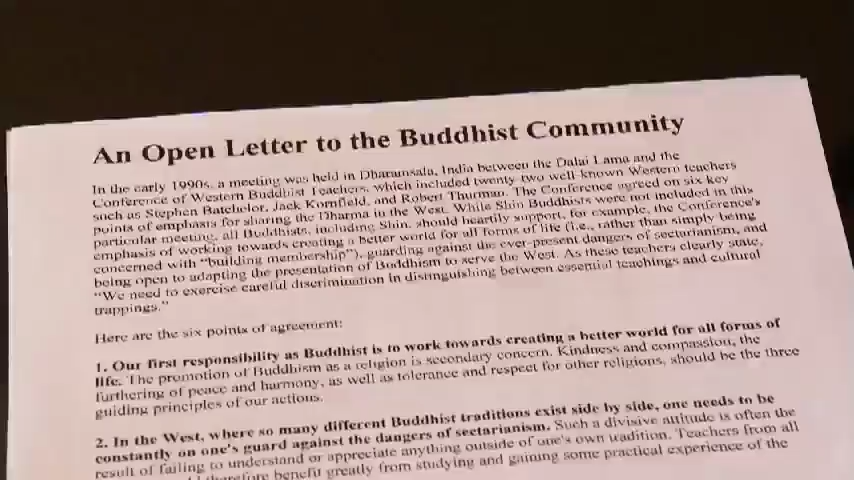 An Open Letter to the Buddhist Community
In the early 1990s, a meeting was held in Dharamsala, India between the Dalai Lama and the
Conference of Western Buddhist Teachers, which included twenty-two well-known Western teachers
such as Stephen Batchelor, Jack Kornfield, and Robert Thurman. The Conference agreed on six key
points of emphasis for sharing the Dharma in the West. While Shin Buddhists were not included in this
particular meeting, all Buddhists, including Shin, should heartily support, for example, the Conference's
emphasis of working towards creating a better world for all forms of life (i.e., rather than simply being
concerned with “building membership”), guarding against the ever-present dangers of sectarianism, and
being open to adapting the presentation of Buddhism to serve the West. As these teachers clearly state,
“We need to exercise careful discrimination in distinguishing between essential teachings and cultural
trappings.”
Here are the six points of agreement:
1. Our first responsibility as Buddhist is to work towards creating a better world for all forms of
life. The promotion of Buddhism as a religion is secondary concern. Kindness and compassion, the
furthering of peace and harmony, as well as tolerance and respect for other religions, should be the three
guiding principles of our actions.
2. In the West, where so many different Buddhist traditions exist side by side, one needs to be
constantly on one's guard against the dangers of sectarianism. Such a divisive attitude is often the
result of failing to understand or appreciate anything outside of one's own tradition. Teachers from all
therefore benefit greatly from studying and gaining some practical experience of the